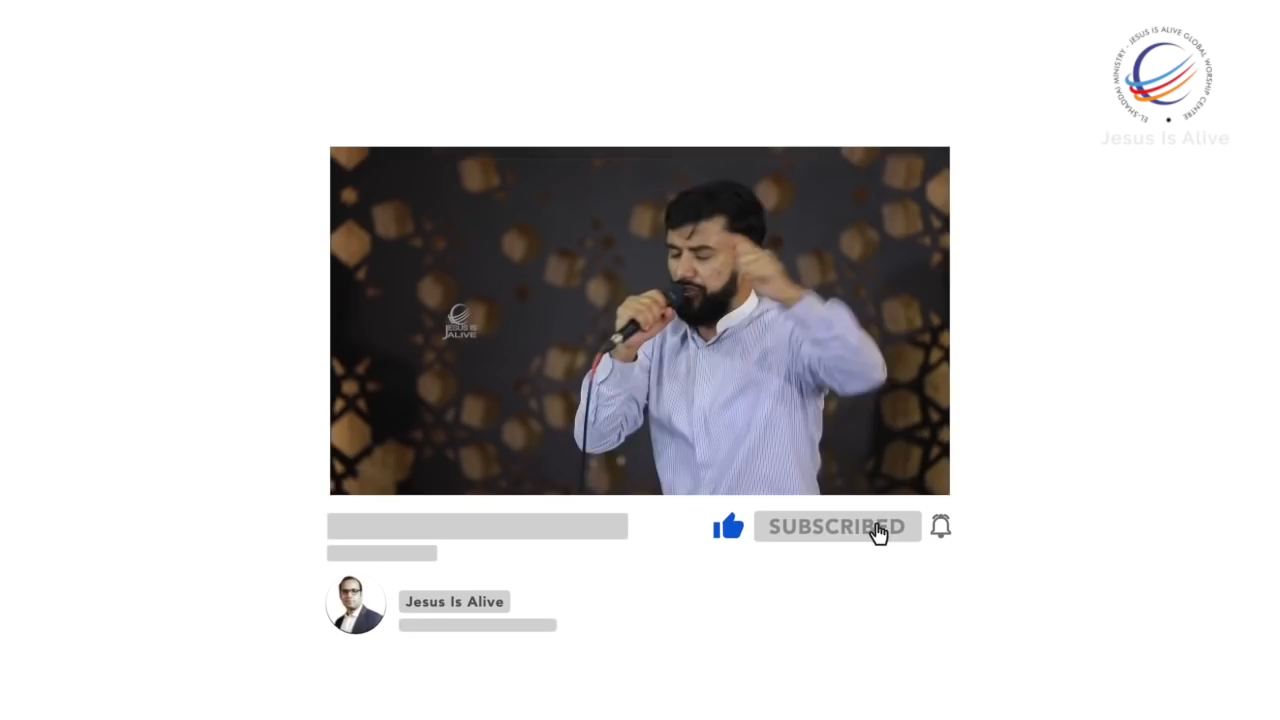 EL-SHADDAI MINISTRY - JESUS IS ALIVE GLOBAL WORSHIP CENTRE
Jesus Is Alive
JESUS IS
ALIVE
SUBSCRIBED
Jesus Is Alive